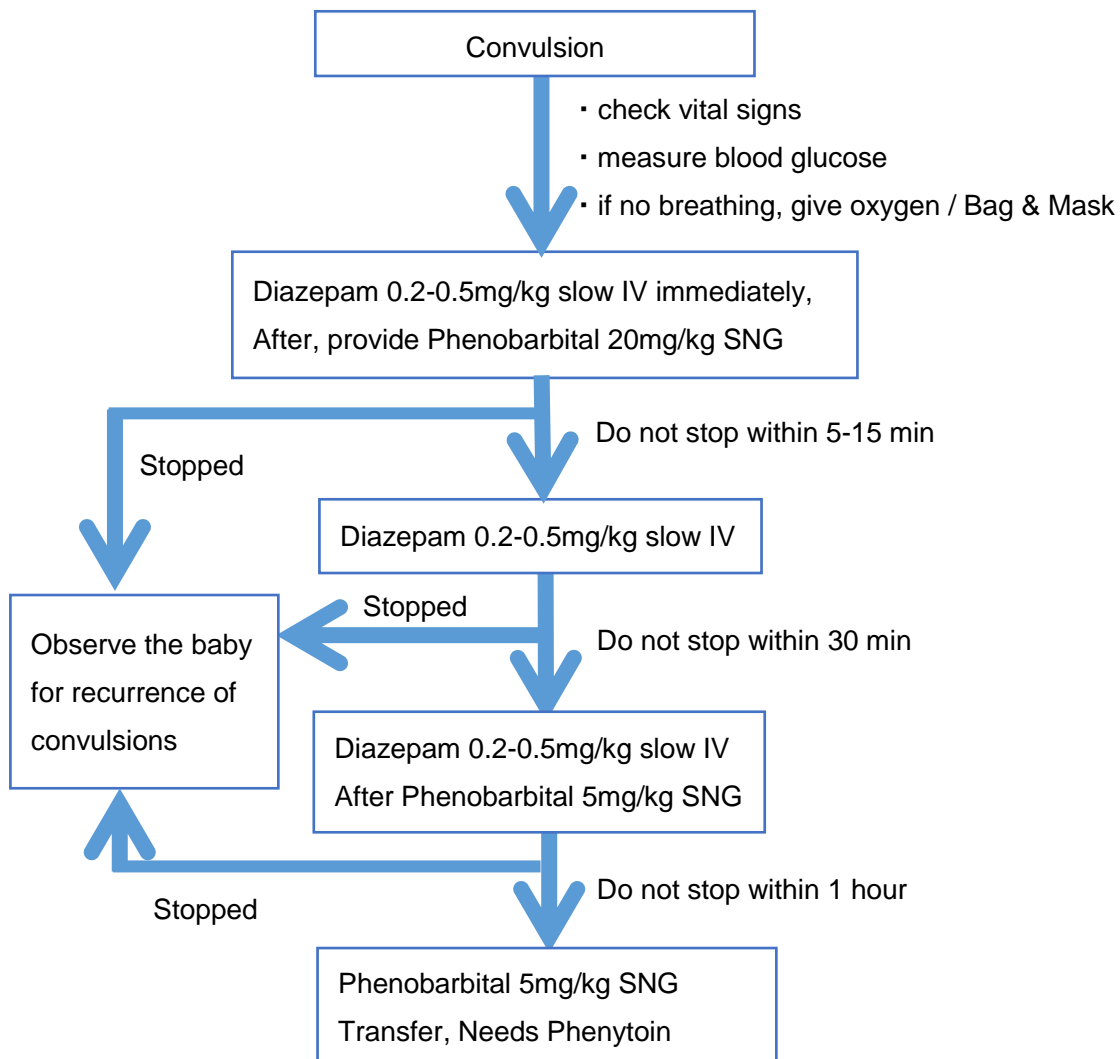 Convulsion
・check vital signs
・measure blood glucose
・if no breathing, give oxygen / Bag & Mask
Diazepam 0.2-0.5mg/kg slow IV immediately,
After, provide Phenobarbital 20mg/kg SNG
Do not stop within 5-15 min
Stopped
Diazepam 0.2-0.5mg/kg slow IV
Stopped
Do not stop within 30 min
Observe the baby
for recurrence of
convulsions
Diazepam 0.2-0.5mg/kg slow IV
After Phenobarbital 5mg/kg SNG
Do not stop within 1 hour
Stopped
Phenobarbital 5mg/kg SNG
Transfer, Needs Phenytoin